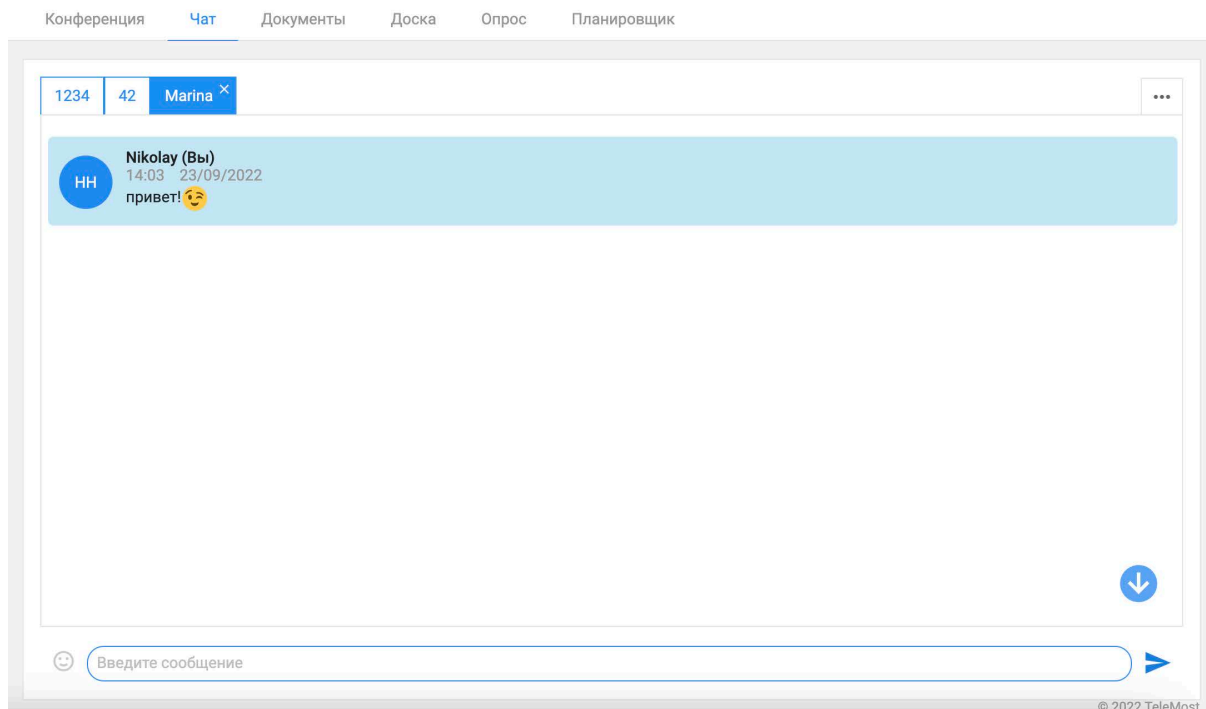 Конференция Чат Документы Доска Опрос Планировщик
1234 42 Marina
Nikolay (Вы)
14:03 23/09/2022
НН
привет!😉
Введите сообщение
© 2022 TeleMost